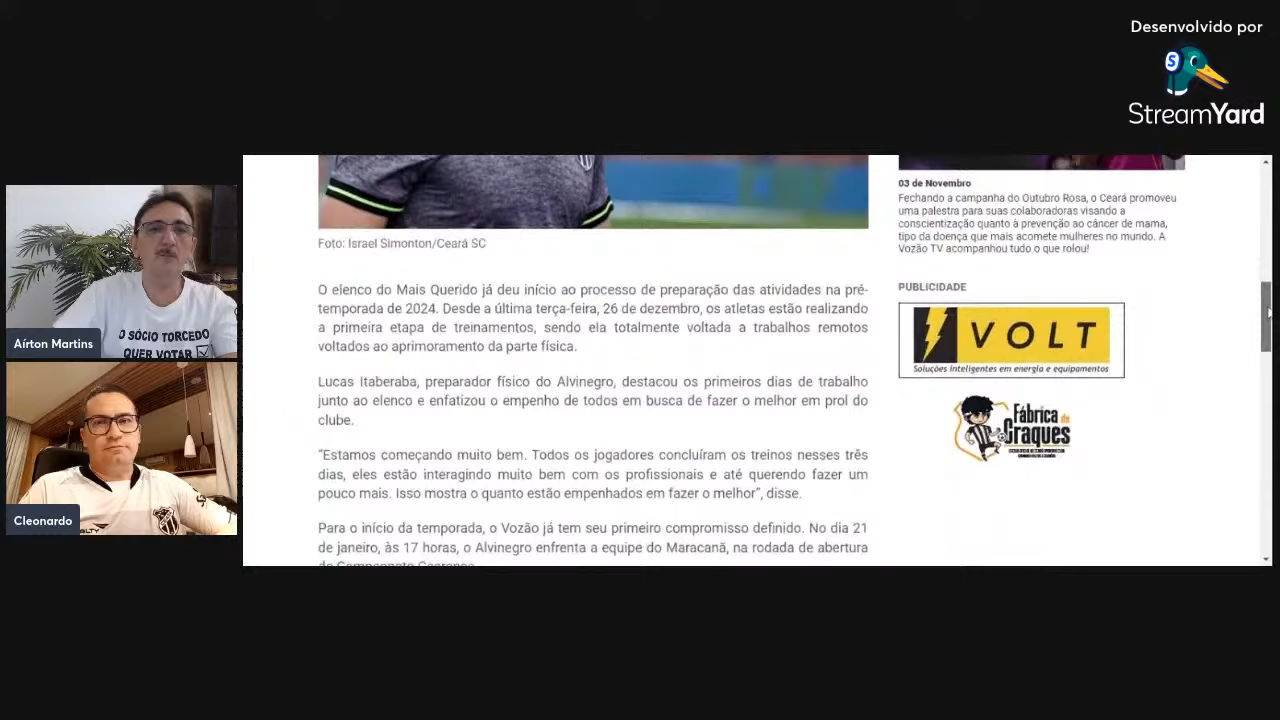 Desenvolvido por
StreamYard
O SÓCIO TORCEDO
QUER VOTAR
Aírton Martins
Cleonardo
Foto: Israel Simonton/Ceará SC
O elenco do Mais Querido já deu início ao processo de preparação das atividades na pré-
temporada de 2024. Desde a última terça-feira, 26 de dezembro, os atletas estão realizando
a primeira etapa de treinamentos, sendo ela totalmente voltada a trabalhos remotos
voltados ao aprimoramento da parte física.
Lucas Itaberaba, preparador físico do Alvinegro, destacou os primeiros dias de trabalho
junto ao elenco e enfatizou o empenho de todos em busca de fazer o melhor em prol do
clube.
“Estamos começando muito bem. Todos os jogadores concluíram os treinos nesses três
dias, eles estão interagindo muito bem com os profissionais e até querendo fazer um
pouco mais. Isso mostra o quanto estão empenhados em fazer o melhor”, disse.
Para o início da temporada, o Vozão já tem seu primeiro compromisso definido. No dia 21
de janeiro, às 17 horas, o Alvinegro enfrenta a equipe do Maracanã, na rodada de abertura
do Campeonato Cearense
03 de Novembro
Fechando a campanha do Outubro Rosa, o Ceará promoveu
uma palestra para suas colaboradoras visando a
conscientização quanto à prevenção ao câncer de mama,
tipo da doença que mais acomete mulheres no mundo. A
Vozão TV acompanhou tudo o que rolou!
PUBLICIDADE
VOLT
Soluções inteligentes em energia e equipamentos
Fábrica de
Craques